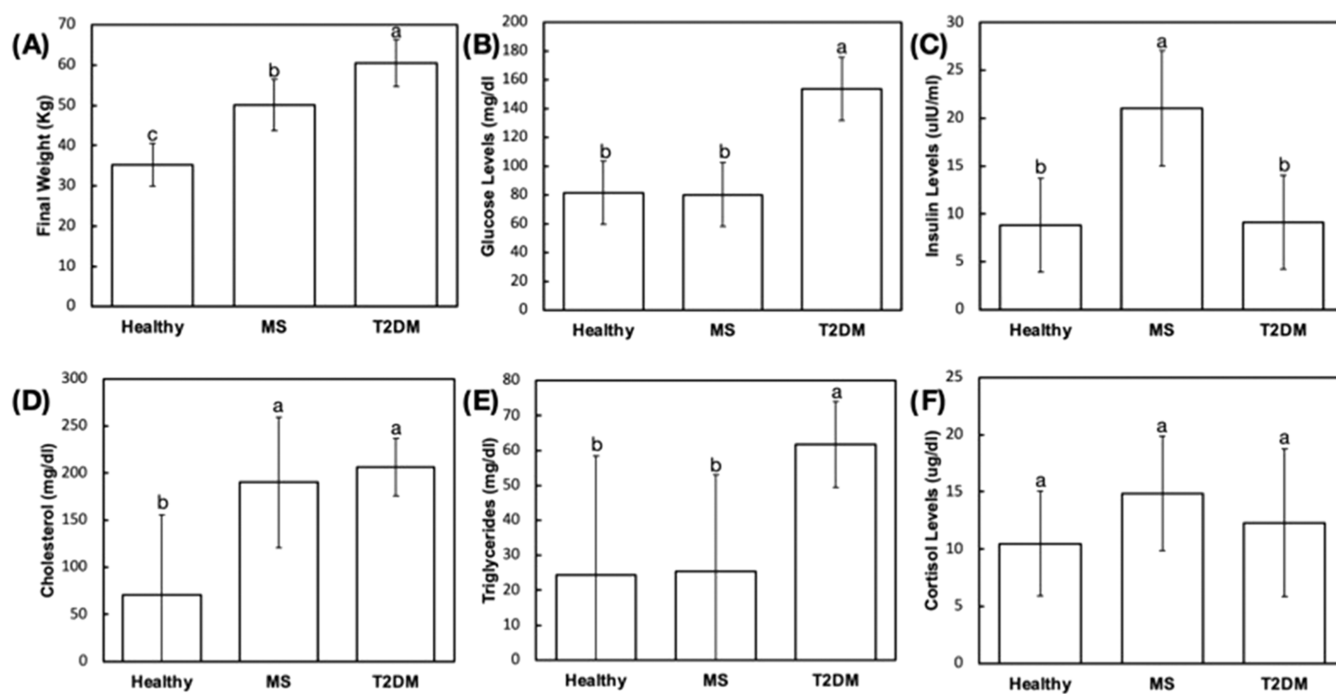 (A)
Final Weight (Kg)
70
60
50
40
30
20
10
0
c
b
a
Healthy MS T2DM
(B)
Glucose Levels (mg/dl)
200
180
160
140
120
100
80
60
40
20
0
b
b
a
Healthy MS T2DM
(C)
Insulin Levels (uIU/ml)
30
25
20
15
10
5
0
b
a
b
Healthy MS T2DM
(D)
Cholesterol (mg/dl)
300
250
200
150
100
50
0
b
a
a
Healthy MS T2DM
(E)
Triglycerides (mg/dl)
80
70
60
50
40
30
20
10
0
b
b
a
Healthy MS T2DM
(F)
Cortisol Levels (ug/dl)
25
20
15
10
5
0
a
a
a
Healthy MS T2DM